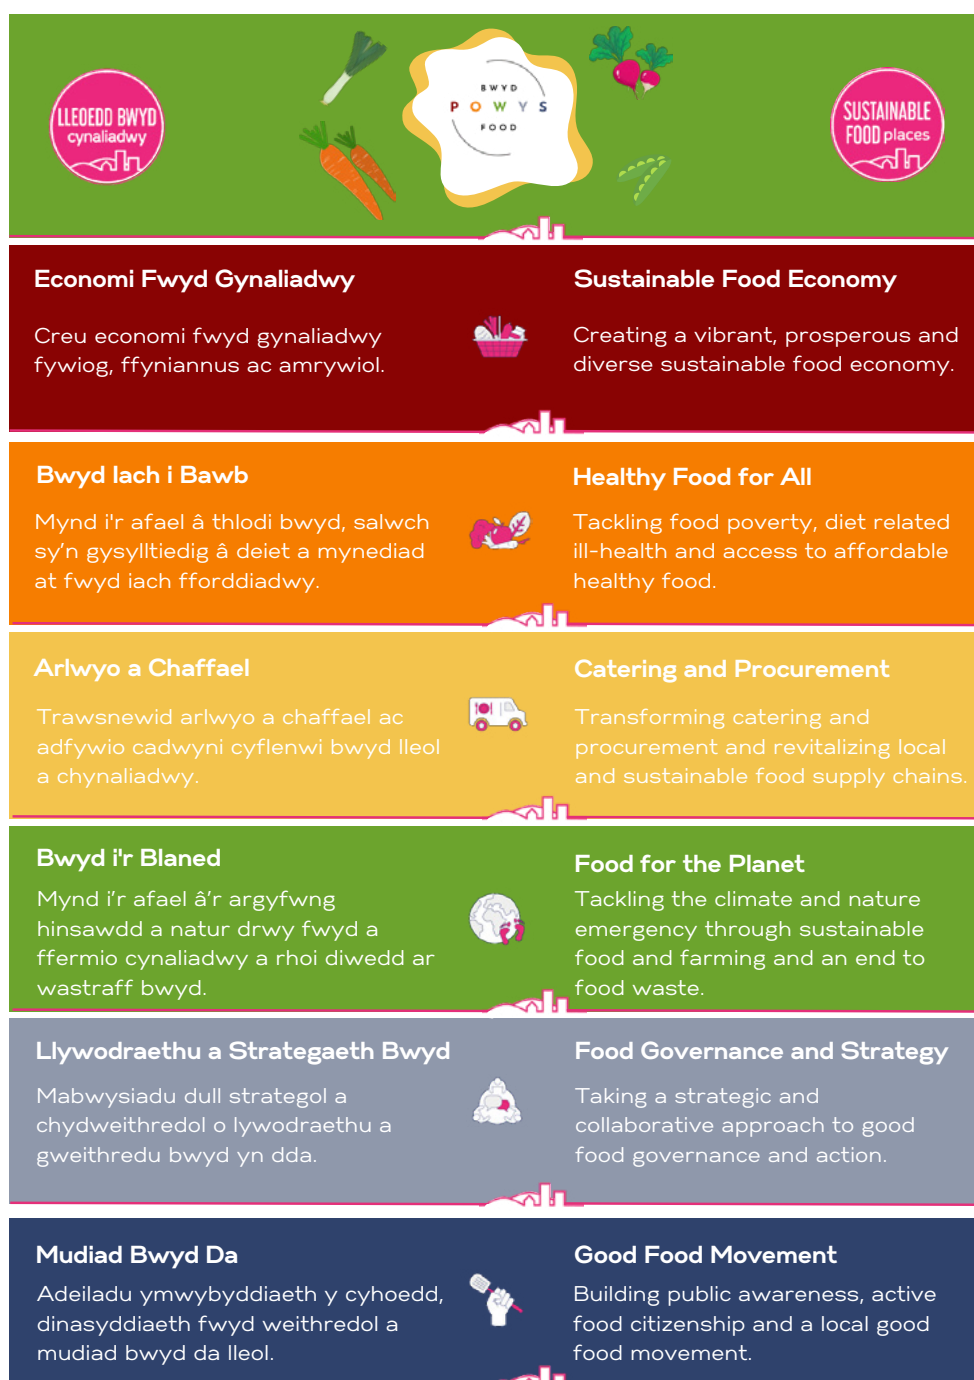 LLEOEDD BWYD
cynaliadwy
BWYD
POWYS
FOOD
SUSTAINABLE
FOOD places
Economi Fwyd Gynaliadwy
Creu economi fwyd gynaliadwy
fywiog, ffyniannus ac amrywiol.
Sustainable Food Economy
Creating a vibrant, prosperous and
diverse sustainable food economy.
Bwyd Iach i Bawb
Mynd i'r afael â thlodi bwyd, salwch
sy’n gysylltiedig â deiet a mynediad
at fwyd iach fforddiadwy.
Healthy Food for All
Tackling food poverty, diet related
ill-health and access to affordable
healthy food.
Arlwyo a Chaffael
Trawsnewid arlwyo a chaffael ac
adfywio cadwyni cyflenwi bwyd lleol
a chynaliadwy.
Catering and Procurement
Transforming catering and
procurement and revitalizing local
and sustainable food supply chains.
Bwyd i'r Blaned
Mynd i’r afael â’r argyfwng
hinsawdd a natur drwy fwyd a
ffermio cynaliadwy a rhoi diwedd ar
wastraff bwyd.
Food for the Planet
Tackling the climate and nature
emergency through sustainable
food and farming and an end to
food waste.
Llywodraethu a Strategaeth Bwyd
Mabwysiadu dull strategol a
chydweithredol o lywodraethu a
gweithredu bwyd yn dda.
Food Governance and Strategy
Taking a strategic and
collaborative approach to good
food governance and action.
Mudiad Bwyd Da
Adeiladu ymwybyddiaeth y cyhoedd,
dinasyddiaeth fwyd weithredol a
mudiad bwyd da lleol.
Good Food Movement
Building public awareness, active
food citizenship and a local good
food movement.